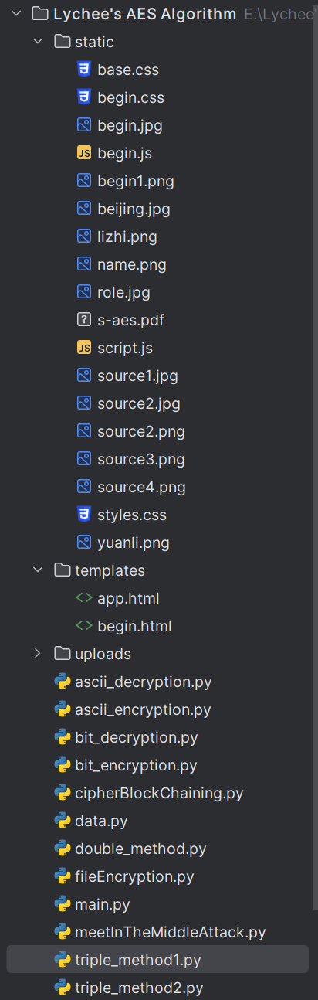 Lychee's AES Algorithm E:\Lychee'
static
base.css
begin.css
begin.jpg
JS begin.js
begin1.png
beijing.jpg
lizhi.png
name.png
role.jpg
? s-aes.pdf
JS script.js
source1.jpg
source2.jpg
source2.png
source3.png
source4.png
styles.css
yuanli.png
templates
<> app.html
<> begin.html
uploads
ascii_decryption.py
ascii_encryption.py
bit_decryption.py
bit_encryption.py
cipherBlockChaining.py
data.py
double_method.py
fileEncryption.py
main.py
meetInTheMiddleAttack.py
triple_method1.py
triple_method2.py